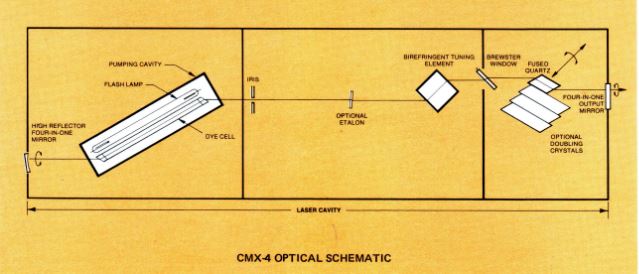 PUMPING CAVITY
FLASH LAMP
HIGH REFLECTOR
FOUR-IN-ONE
MIRROR
DYE CELL
IRIS
OPTIONAL
ETALON
BIREFRINGENT TUNING
ELEMENT
BREWSTER
WINDOW
FUSED
QUARTZ
FOUR-IN-ONE
OUTPUT
MIRROR
OPTIONAL
DOUBLING
CRYSTALS
LASER CAVITY
CMX-4 OPTICAL SCHEMATIC